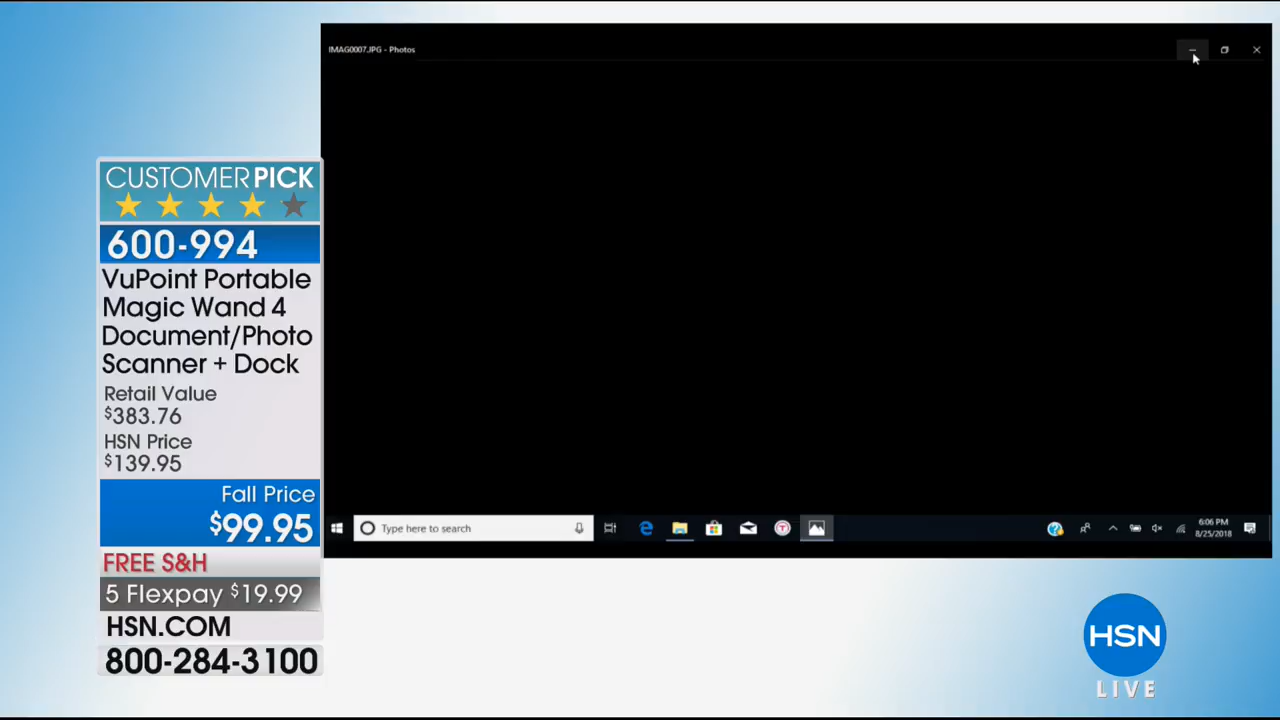 IMAG0007.JPG - Photos
CUSTOMERPICK
600-994
VuPoint Portable
Magic Wand 4
Document/Photo
Scanner + Dock
Retail Value
$383.76
HSN Price
$139.95
Fall Price
$99.95
FREE S&H
5 Flexpay $19.99
HSN.COM
800-284-3100
Type here to search
6:06 PM
8/25/2018
HSN
LIVE